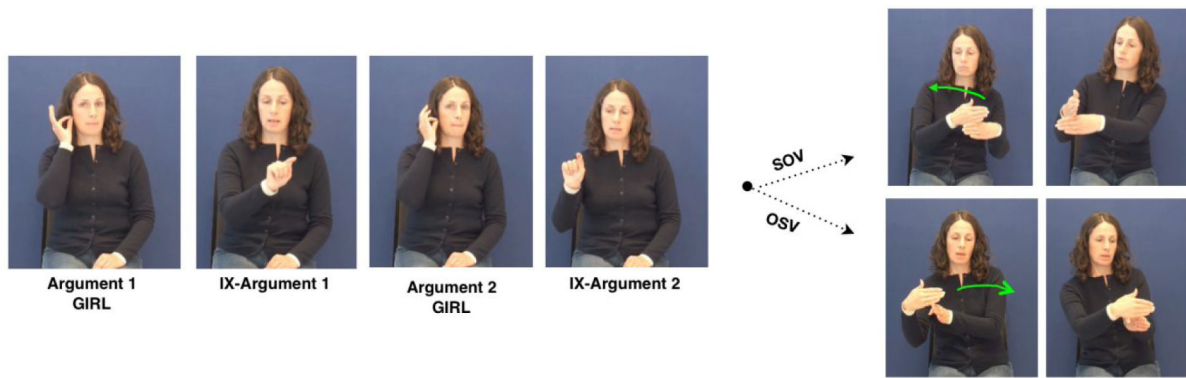 Argument 1
GIRL
IX-Argument 1
Argument 2
GIRL
IX-Argument 2
SOV
OSV